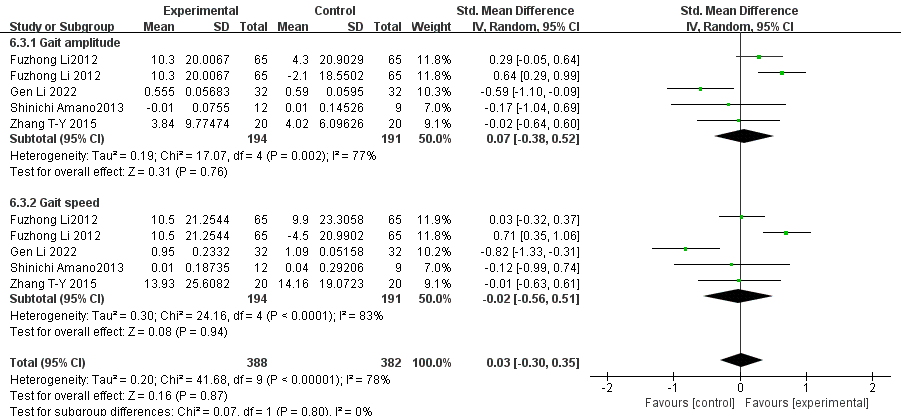 Experimental Control Std. Mean Difference Std. Mean Difference
Study or Subgroup Mean SD Total Mean SD Total Weight IV, Random, 95% CI IV, Random, 95% CI
6.3.1 Gait amplitude
Fuzhong Li2012 10.3 20.0067 65 4.3 20.9029 65 11.8% 0.29 [-0.05, 0.64]
Fuzhong Li 2012 10.3 20.0067 65 -2.1 18.5502 65 11.8% 0.64 [0.29, 0.99]
Gen Li 2022 0.555 0.05683 32 0.59 0.0595 32 10.4% -0.59 [-1.10, -0.09]
Shinichi Amano2013 -0.01 0.0755 12 0.01 0.14526 9 7.0% -0.17 [-1.04, 0.69]
Zhang T-Y 2015 3.84 9.77474 20 4.02 6.09626 20 9.1% -0.02 [-0.64, 0.60]
Subtotal (95% CI) 194 191 50.0% 0.07 [-0.38, 0.52]
Heterogeneity: Tau² = 0.19; Chi² = 17.07, df = 4 (P = 0.002); I² = 77%
Test for overall effect: Z = 0.31 (P = 0.76)
6.3.2 Gait speed
Fuzhong Li2012 10.5 21.2544 65 9.9 23.3058 65 11.9% 0.03 [-0.32, 0.37]
Fuzhong Li 2012 10.5 21.2544 65 -4.5 20.9902 65 11.7% 0.71 [0.35, 1.06]
Gen Li 2022 0.95 0.2332 32 1.09 0.05158 32 10.2% -0.82 [-1.33, -0.31]
Shinichi Amano2013 0.01 0.18735 12 0.04 0.29206 9 7.0% -0.12 [-0.99, 0.74]
Zhang T-Y 2015 13.93 25.6082 20 14.16 19.0723 20 9.1% -0.01 [-0.63, 0.61]
Subtotal (95% CI) 194 191 50.0% -0.02 [-0.56, 0.51]
Heterogeneity: Tau² = 0.30; Chi² = 24.16, df = 4 (P < 0.0001); I² = 83%
Test for overall effect: Z = 0.08 (P = 0.94)
Total (95% CI) 388 382 100.0% 0.03 [-0.30, 0.35]
Heterogeneity: Tau² = 0.20; Chi² = 41.68, df = 9 (P < 0.00001); I² = 78%
Test for overall effect: Z = 0.16 (P = 0.87)
Test for subgroup differences: Chi² = 0.07, df = 1 (P = 0.80), I² = 0%
-2 -1 0 1 2
Favours [control] Favours [experimental]